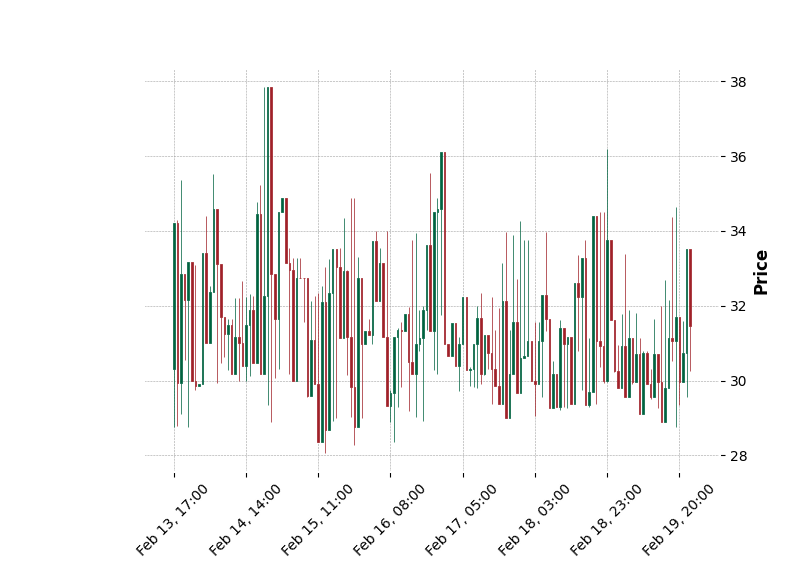 38
36
34
32
30
28
Price
Feb 13, 17:00
Feb 14, 14:00
Feb 15, 11:00
Feb 16, 08:00
Feb 17, 05:00
Feb 18, 03:00
Feb 18, 23:00
Feb 19, 20:00